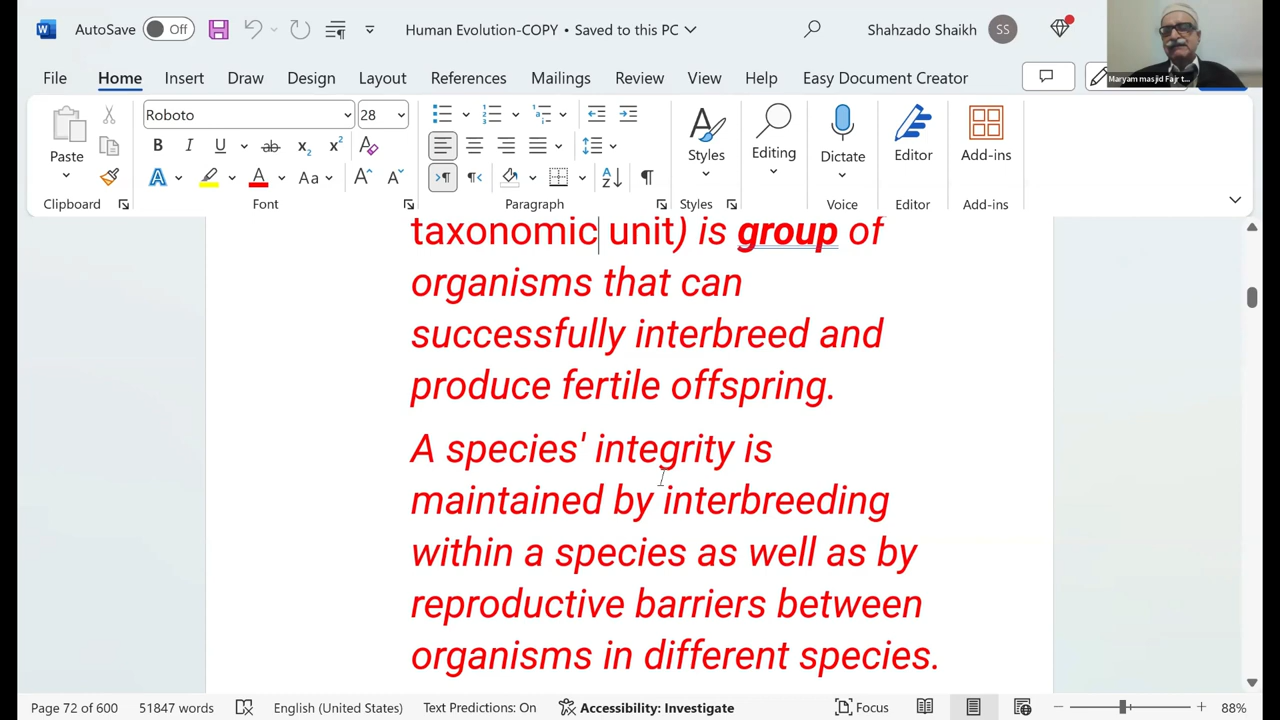 AutoSave Off Human Evolution-COPY • Saved to this PC Shahzado Shaikh SS
Maryam masjid Fajr t...
File Home Insert Draw Design Layout References Mailings Review View Help Easy Document Creator
Roboto 28
Paste Styles Editing Dictate Editor Add-ins
Clipboard Font Paragraph Styles Voice Editor Add-ins
taxonomic unit) is group of
organisms that can
successfully interbreed and
produce fertile offspring.
A species' integrity is
maintained by interbreeding
within a species as well as by
reproductive barriers between
organisms in different species.
Page 72 of 600 51847 words English (United States) Text Predictions: On Accessibility: Investigate Focus 88%